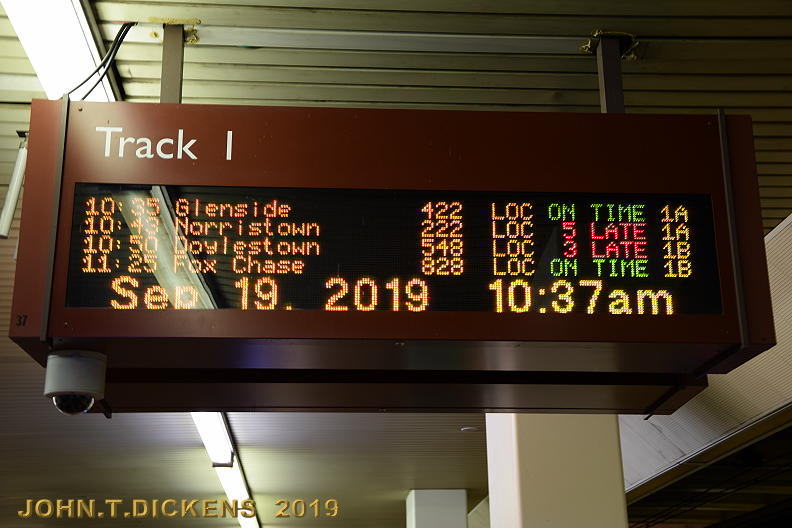 Track 1
10:35 Glenside 422 LOC ON TIME 1A
10:43 Norristown 222 LOC 5 LATE 1A
10:50 Doylestown 548 LOC 3 LATE 1B
11:25 Fox Chase 828 LOC ON TIME 1B
Sep 19, 2019 10:37am
37
JOHN.T.DICKENS 2019